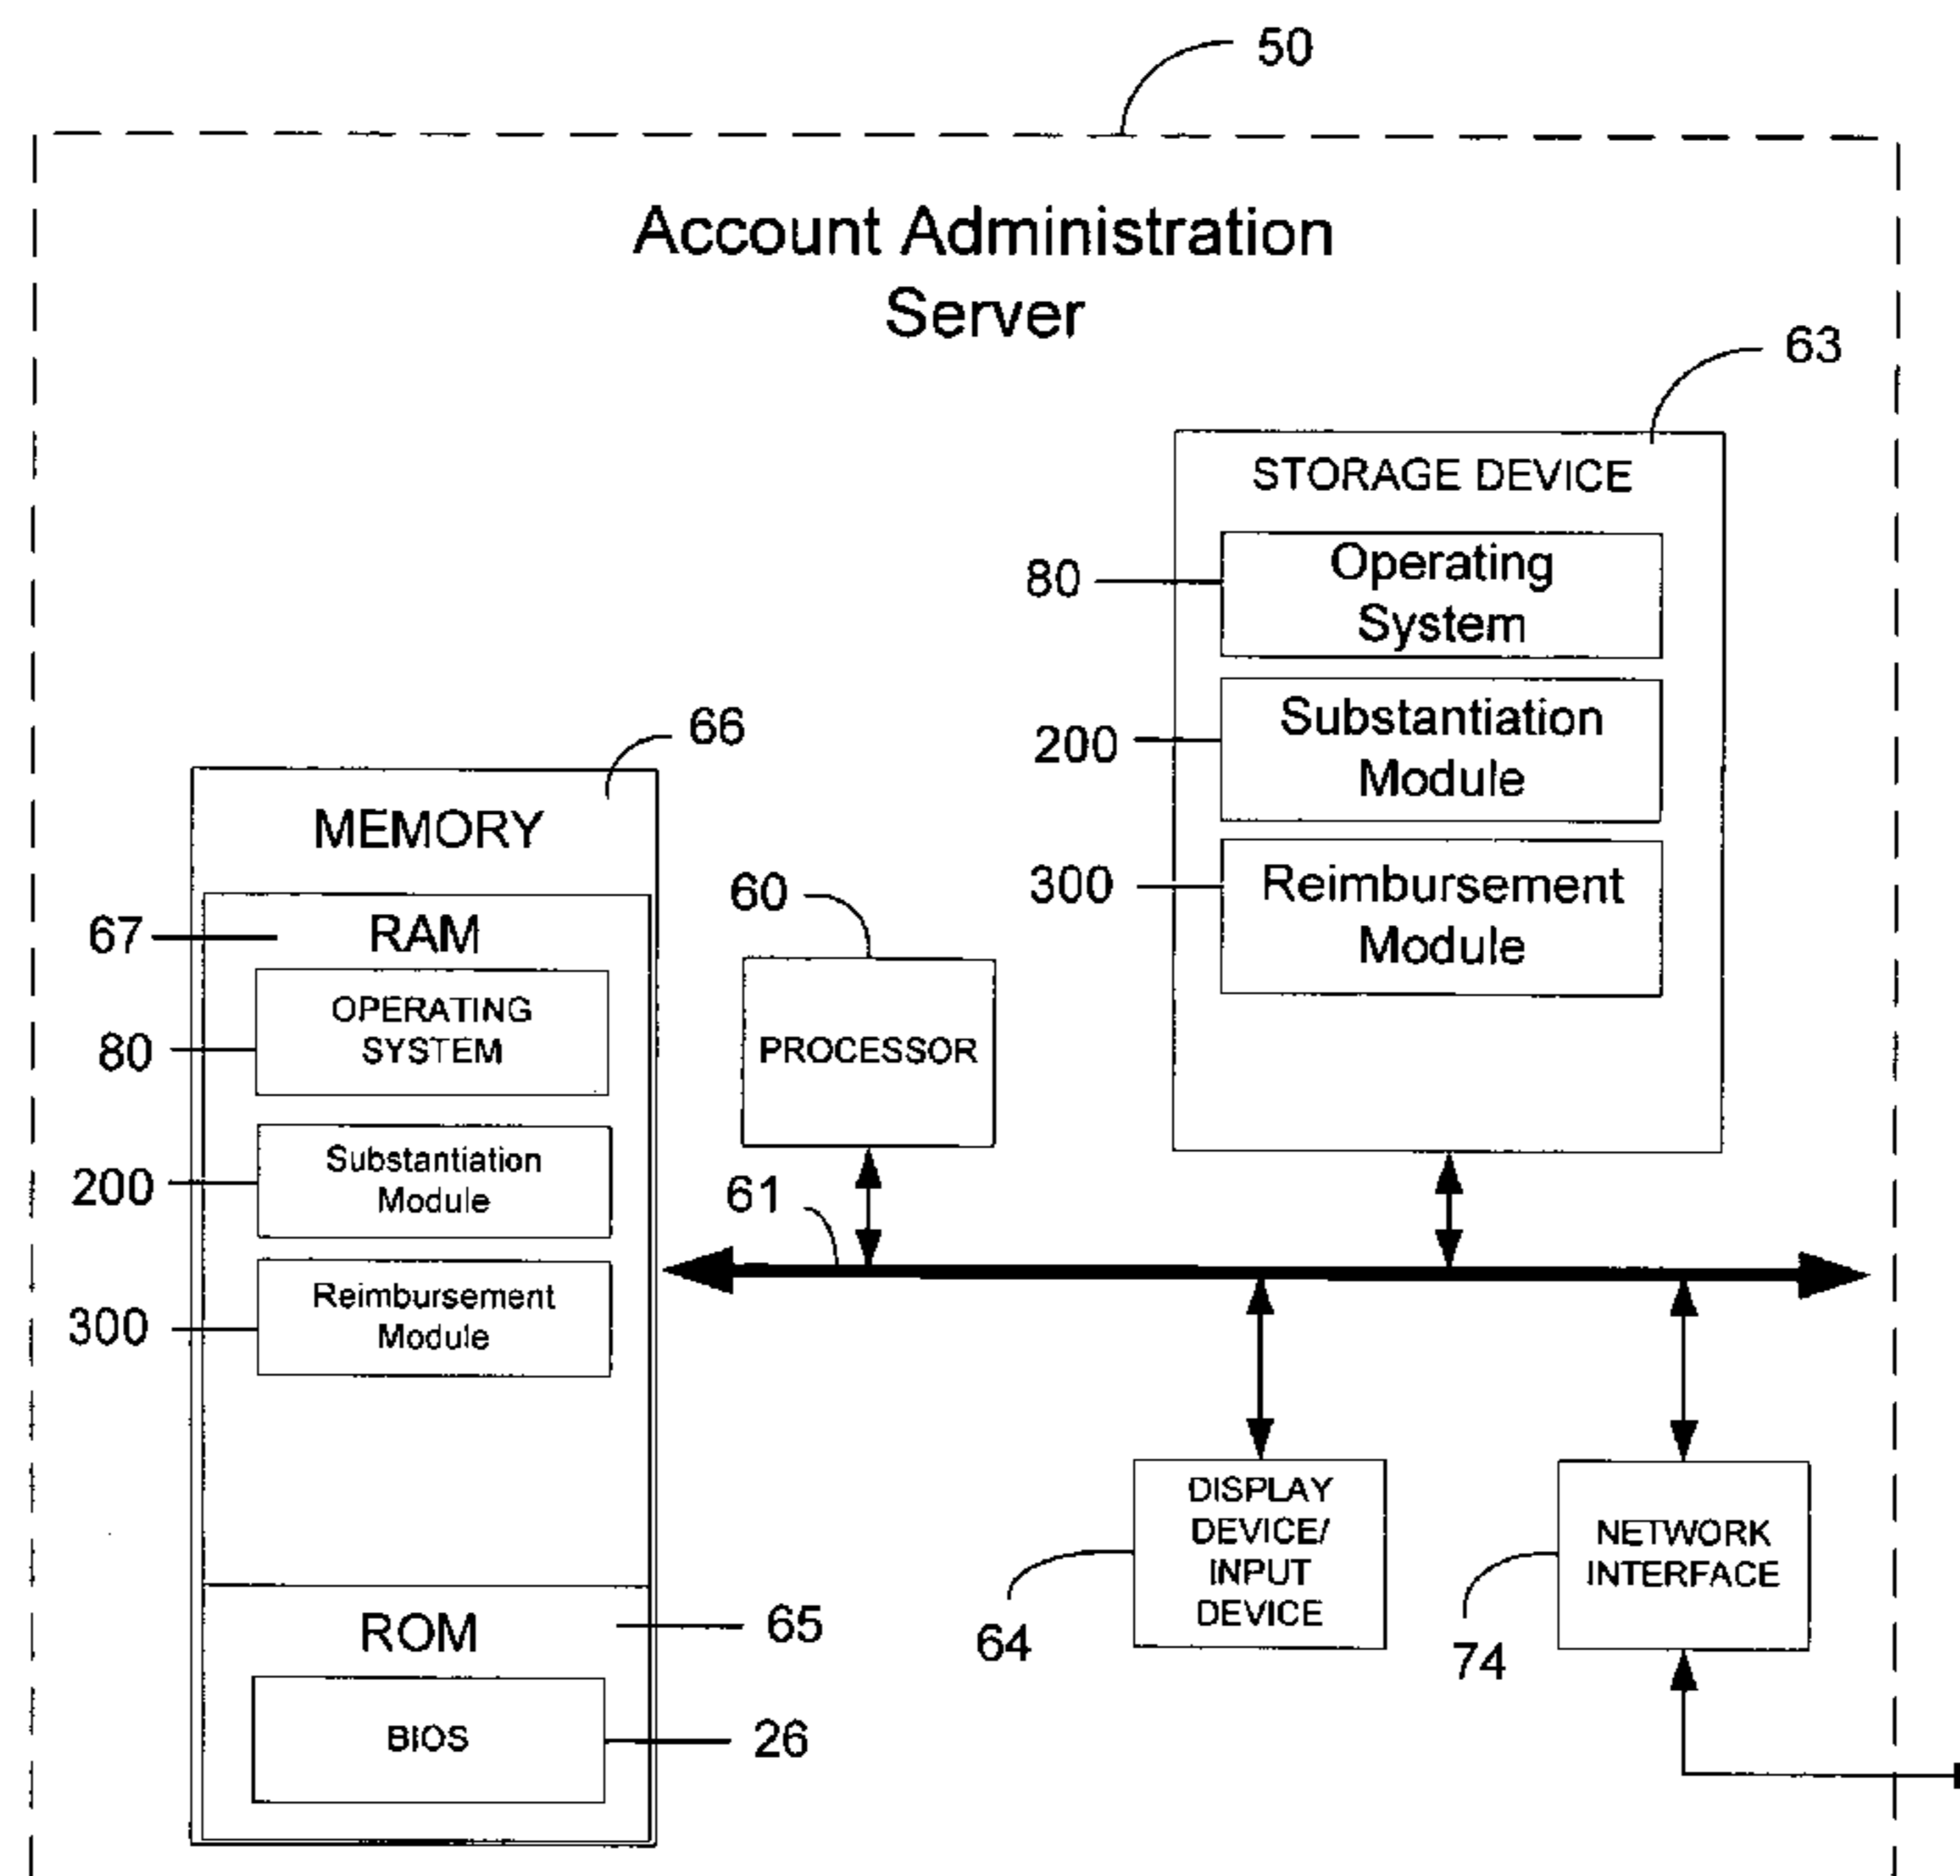 50
Account Administration
Server
63
STORAGE DEVICE
80
Operating
System
200
Substantiation
Module
300
Reimbursement
Module
66
MEMORY
67
RAM
80
OPERATING
SYSTEM
200
Substantiation
Module
300
Reimbursement
Module
60
PROCESSOR
61
DISPLAY
DEVICE/
INPUT
DEVICE
64
NETWORK
INTERFACE
74
ROM
65
BIOS
26